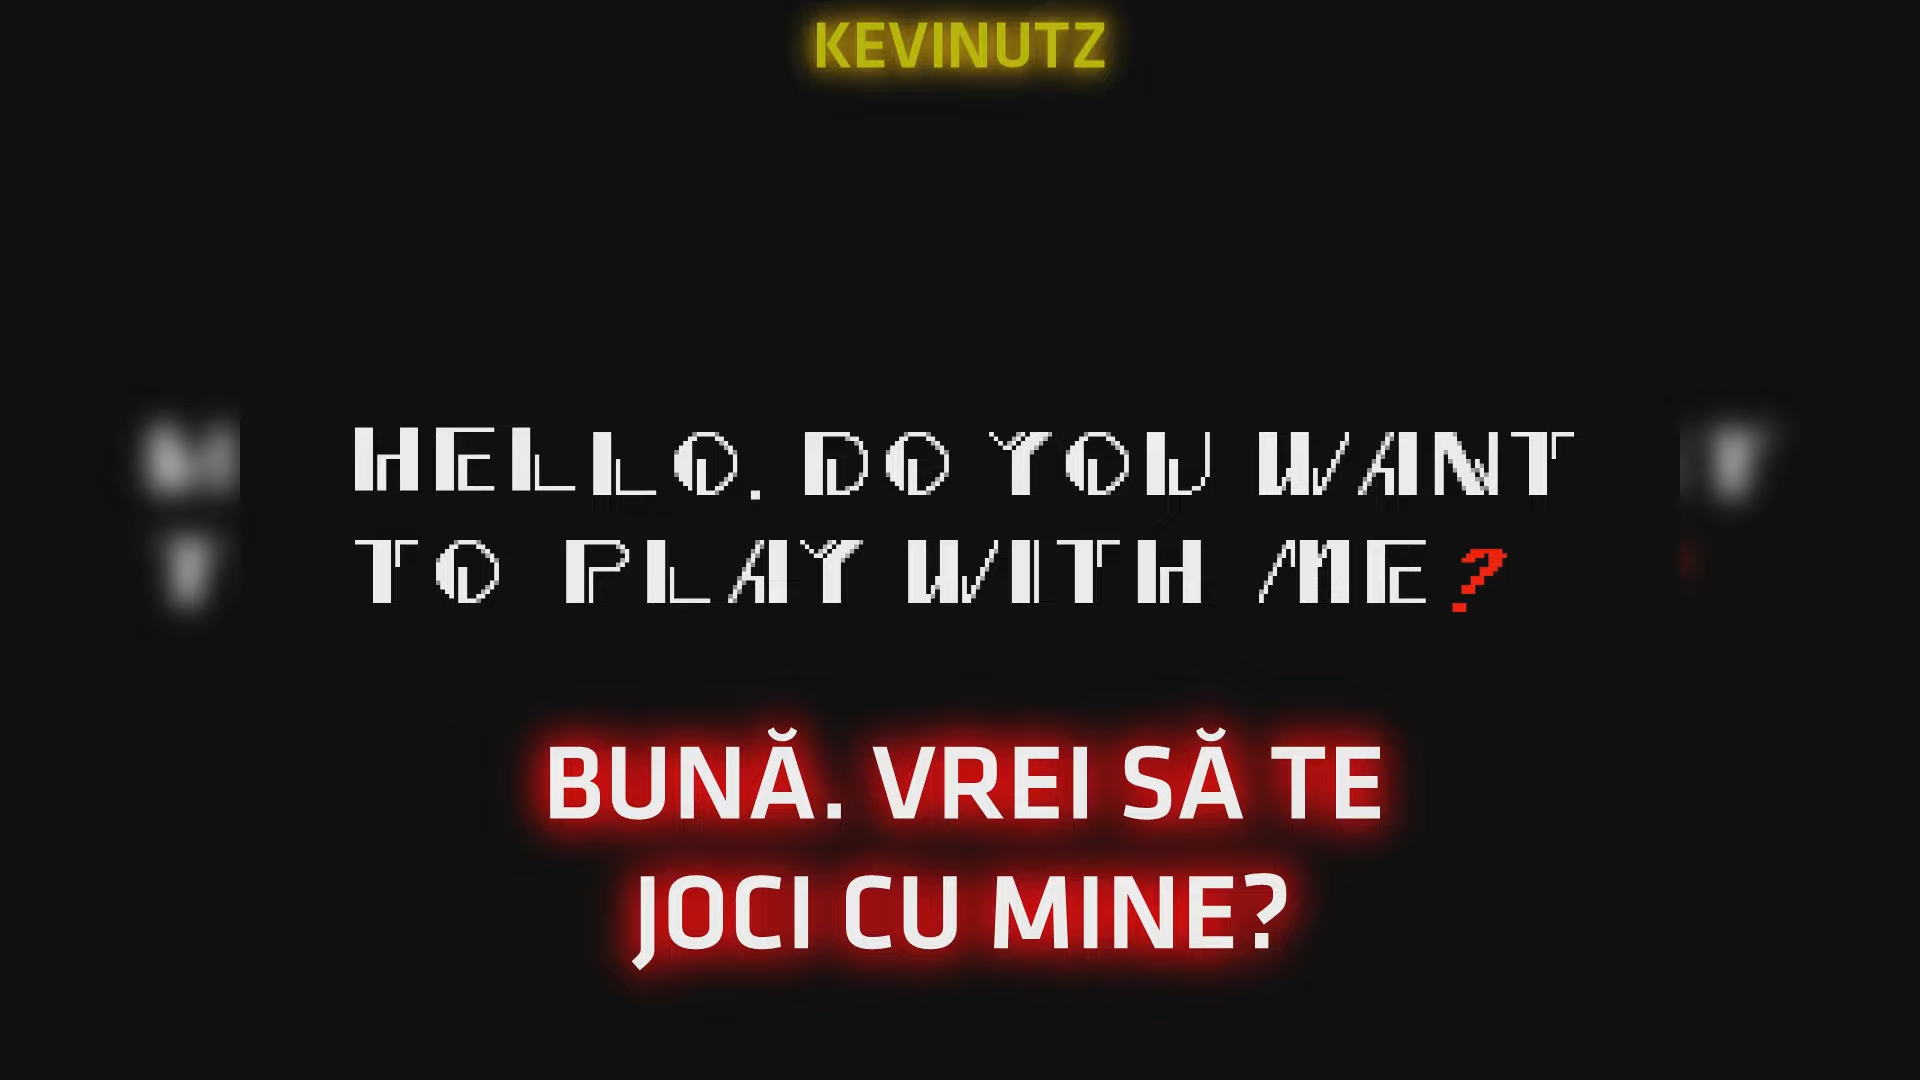 KEVINUTZ
HELLO. DO YOU WANT
TO PLAY WITH ME?
BUNĂ. VREI SĂ TE
JOCI CU MINE?